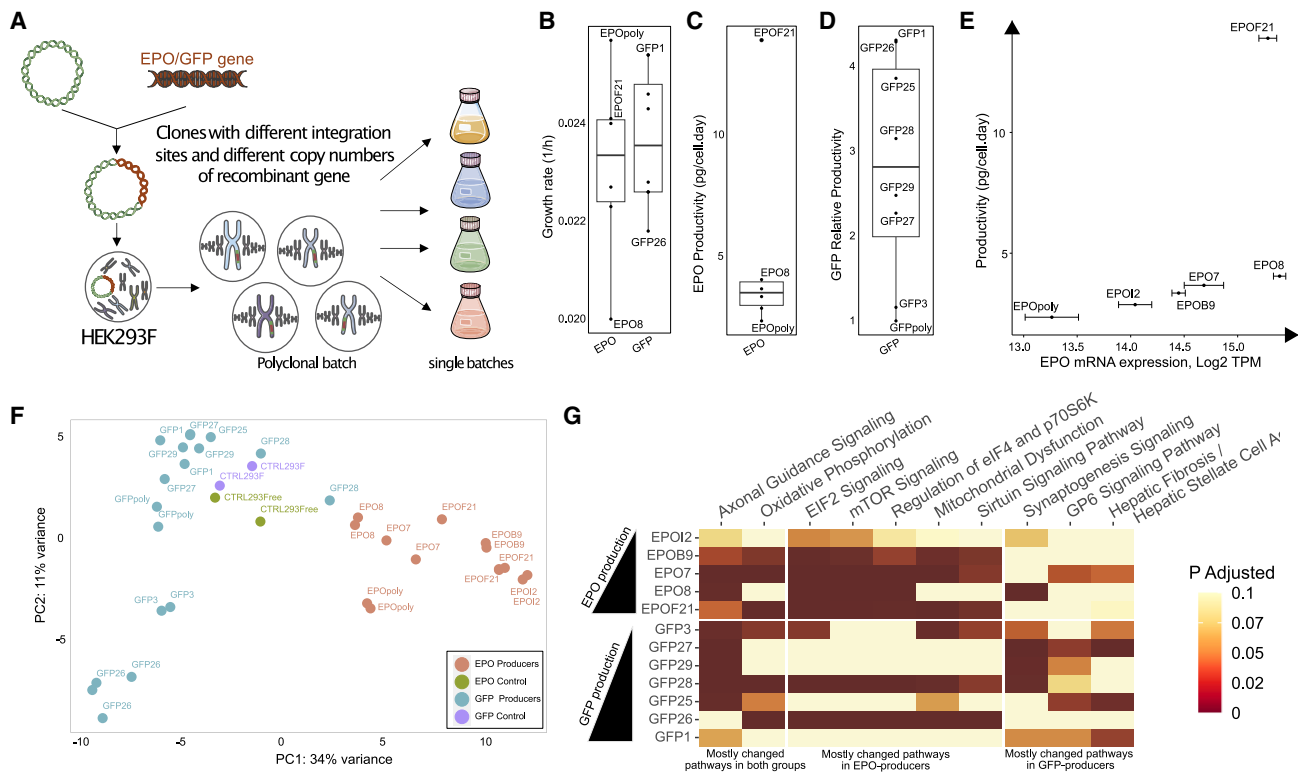 A
EPO/GFP gene
Clones with different integration
sites and different copy numbers
of recombinant gene
HEK293F
Polyclonal batch
single batches
B
Growth rate (1/h)
0.024
0.022
0.020
EPOpoly
GFP1
EPOF21
GFP26
EPO8
EPO
GFP
C
EPO Productivity (pg/cell.day)
10
5
EPOF21
EPO8
EPOpoly
EPO
D
GFP Relative Productivity
4
3
2
1
GFP1
GFP26
GFP25
GFP28
GFP29
GFP27
GFP3
GFPpoly
GFP
E
Productivity (pg/cell.day)
10
5
EPOF21
EPO8
EPO7
EPOB9
EPOI2
EPOpoly
13.0
13.5
14.0
14.5
15.0
EPO mRNA expression, Log2 TPM
F
PC2: 11% variance
5
0
-5
GFP27
GFP1
GFP25
GFP29
GFP29
GFP28
GFP1
CTRL293F
CTRL293F
GFP27
CTRL293Free
GFP28
GFPpoly
GFPpoly
CTRL293Free
EPO8
EPOF21
EPO8
EPO7
EPO7
EPOB9
EPOB9
EPOF21
EPOF21
EPOI2
EPOI2
EPOpoly
EPOpoly
GFP3
GFP3
GFP26
GFP26
GFP26
EPO Producers
EPO Control
GFP Producers
GFP Control
-10
-5
0
5
10
PC1: 34% variance
G
Axonal Guidance Signaling
Oxidative Phosphorylation
EIF2 Signaling
mTOR Signaling
Regulation of eIF4 and p70S6K
Mitochondrial Dysfunction
Sirtuin Signaling Pathway
Synaptogenesis Signaling
GP6 Signaling Pathway
Hepatic Fibrosis /
Hepatic Stellate Cell Ac
EPO production
EPOI2
EPOB9
EPO7
EPO8
EPOF21
GFP production
GFP3
GFP27
GFP29
GFP28
GFP25
GFP26
GFP1
Mostly changed
pathways in both groups
Mostly changed pathways
in EPO-producers
Mostly changed pathways in
GFP-producers
P Adjusted
0.1
0.07
0.05
0.02
0